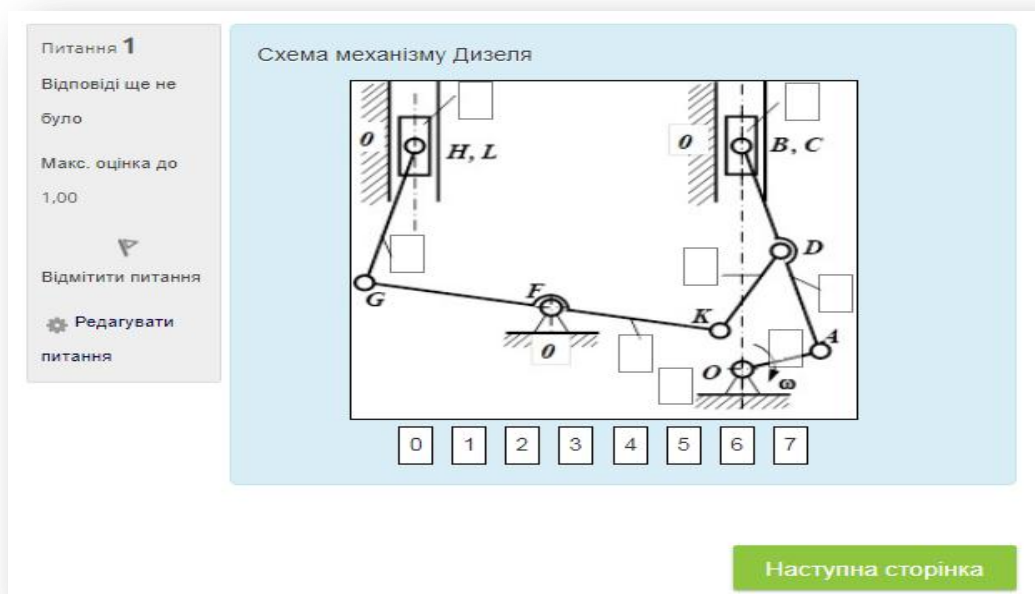 Питання 1
Відповіді ще не
було
Макс. оцінка до
1,00
Відмітити питання
Редагувати
питання
Схема механізму Дизеля
0
H, L
0
B, C
D
G
F
K
A
0
O
ω
0 1 2 3 4 5 6 7
Наступна сторінка